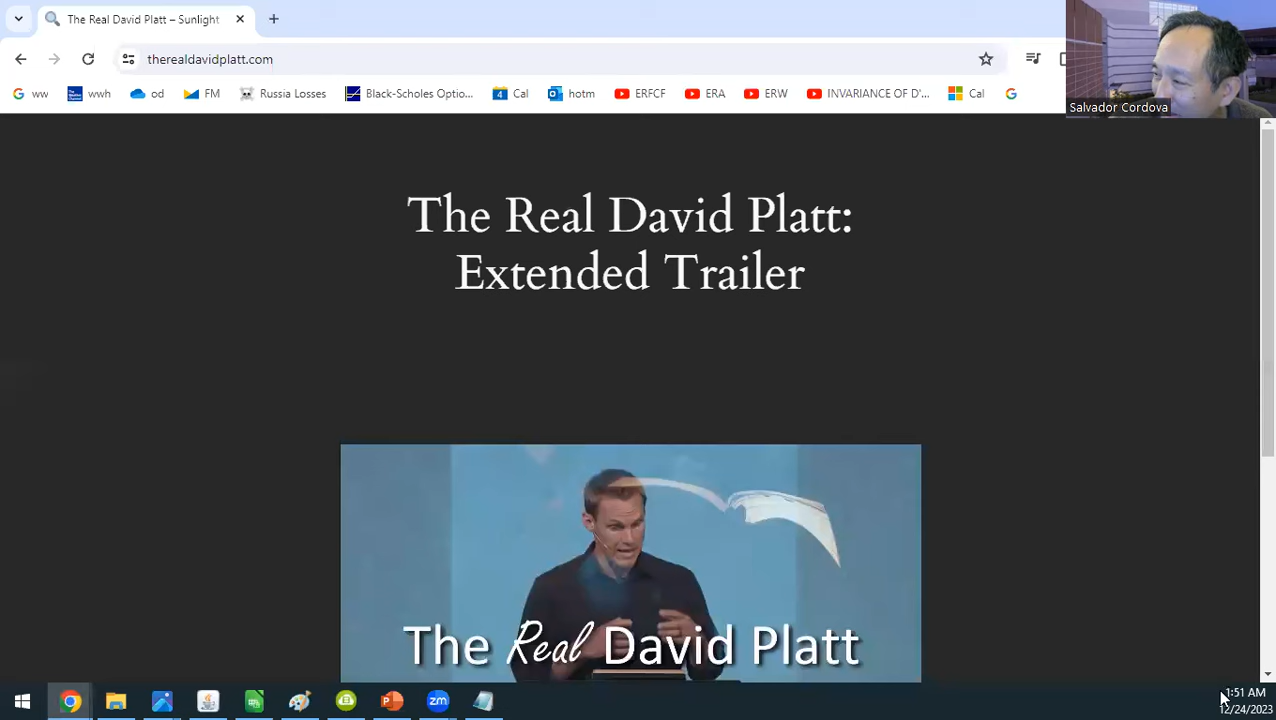 The Real David Platt – Sunlight
therealdavidplatt.com
ww
wwh
od
FM
Russia Losses
Black-Scholes Optio...
Cal
hotm
ERFCF
ERA
ERW
INVARIANCE OF D'...
Cal
Salvador Cordova
The Real David Platt:
Extended Trailer
The Real David Platt
zm
1:51 AM
12/24/2023